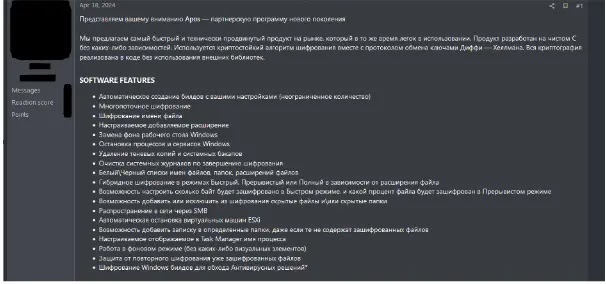 Apr 18, 2024
#1
Представляем вашему вниманию Apos — партнерскую программу нового поколения
Мы предлагаем самый быстрый и технически продвинутый продукт на рынке, который в то же время легок в использовании. Продукт разработан на чистом C
без каких-либо зависимостей. Используется криптостойкий алгоритм шифрования вместе с протоколом обмена ключами Диффи — Хеллмана. Вся криптография
реализована в коде без использования внешних библиотек.
Messages
Reaction score
Points
SOFTWARE FEATURES
Автоматическое создание билдов с вашими настройками (неограниченное количество)
Многопоточное шифрование
Шифрование имени файла
Настраиваемое добавляемое расширение
Замена фона рабочего стола Windows
Остановка процессов и сервисов Windows
Удаление теневых копий и системных бакапов
Очистка системных журналов по завершению шифрования
Белый\Черный списки имен файлов, папок, расширений файлов
Гибридное шифрование в режимах Быстрый, Прерывистый или Полный в зависимости от расширения файла
Возможность настроить сколько байт будет зашифровано в Быстром режиме, и какой процент файла будет зашифрован в Прерывистом режиме
Возможность добавить или исключить из шифрования скрытые файлы и\или скрытые папки
Распространение в сети через SMB
Автоматическая остановка виртуальных машин ESXi
Возможность добавить записку в определенные папки, даже если те не содержат зашифрованных файлов
Настраиваемое отображаемое в Task Manager имя процесса
Работа в фоновом режиме (без каких-либо визуальных элементов)
Защита от повторного шифрования уже зашифрованных файлов
Шифрование Windows билдов для обхода Антивирусных решений*